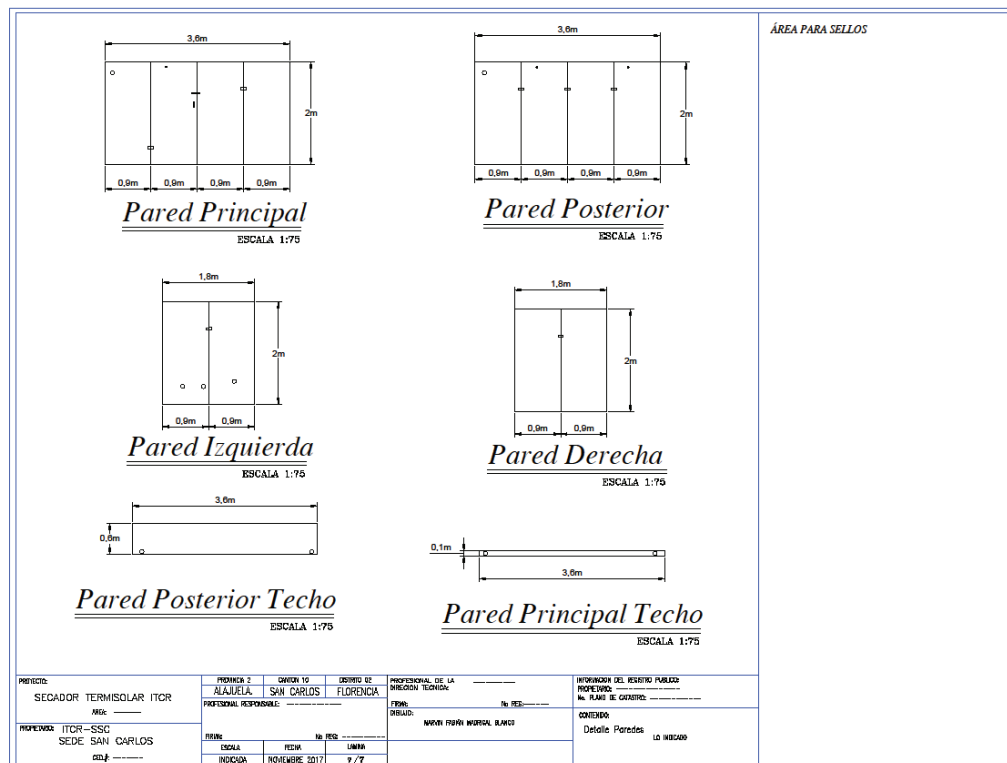 ÁREA PARA SELLOS
3,6m
2m
0,9m 0,9m 0,9m 0,9m
Pared Principal
ESCALA 1:75
3,6m
2m
0,9m 0,9m 0,9m 0,9m
Pared Posterior
ESCALA 1:75
1,8m
2m
0,9m 0,9m
Pared Izquierda
ESCALA 1:75
1,8m
2m
0,9m 0,9m
Pared Derecha
ESCALA 1:75
3,6m
0,6m
Pared Posterior Techo
ESCALA 1:75
0,1m
3,6m
Pared Principal Techo
ESCALA 1:75
PROYECTO:
SECADOR TERMISOLAR ITCR
AREA:
PROPIETARIO: ITCR-SSC
SEDE SAN CARLOS
CED.#:
PROVINCIA 2 CANTON 10 DISTRITO 02
ALAJUELA. SAN CARLOS FLORENCIA
PROFESIONAL RESPONSABLE:
FIRMA: No REG:
ESCALA FECHA LAMINA
INDICADA NOVIEMBRE 2017 7/7
PROFESIONAL DE LA
DIRECCION TECNICA:
FIRMA: No REG:
DIBUJO:
MARVIN FABIÁN MADRIGAL BLANCO
INFORMACION DEL REGISTRO PUBLICO:
PROPIETARIO:
No. PLANO DE CATASTRO:
CONTENIDO:
Detalle Paredes
LO INDICADO